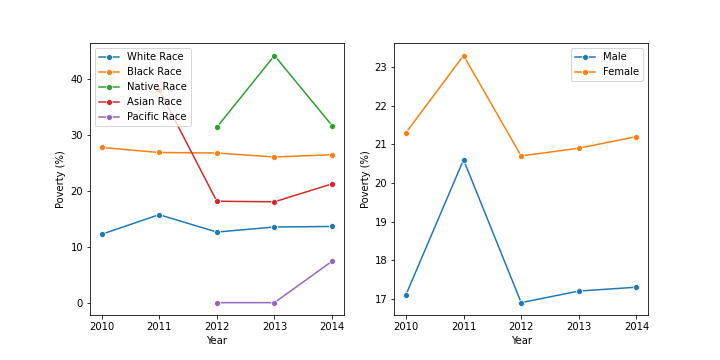 White Race
Black Race
Native Race
Asian Race
Pacific Race
Poverty (%)
40
30
20
10
0
2010 2011 2012 2013 2014
Year
Male
Female
Poverty (%)
23
22
21
20
19
18
17
2010 2011 2012 2013 2014
Year